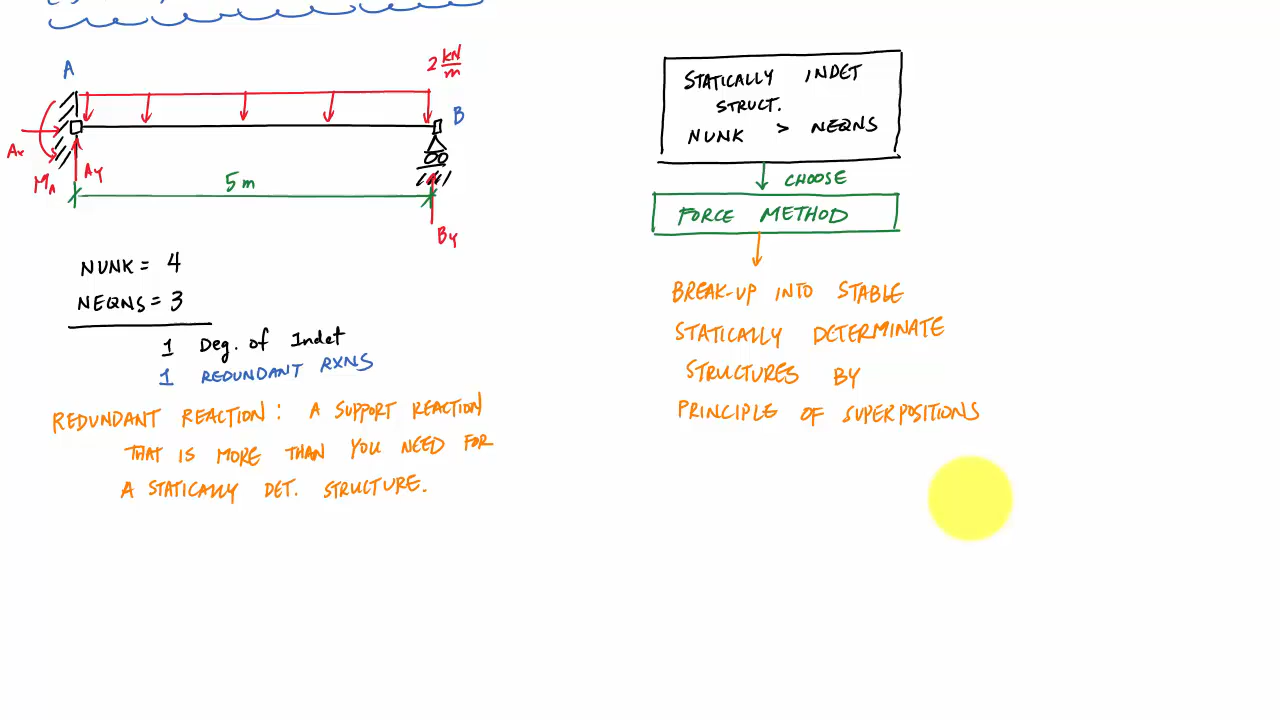 A
2 kN/m
B
Ax
MA
Ay
5 m
By
NUNK = 4
NEQNS = 3
1 Deg. of Indet
1 REDUNDANT RXNS
REDUNDANT REACTION: A SUPPORT REACTION
THAT IS MORE THAN YOU NEED FOR
A STATICALLY DET. STRUCTURE.
STATICALLY INDET
STRUCT.
NUNK > NEQNS
CHOOSE
FORCE METHOD
BREAK-UP INTO STABLE
STATICALLY DETERMINATE
STRUCTURES BY
PRINCIPLE OF SUPERPOSITIONS